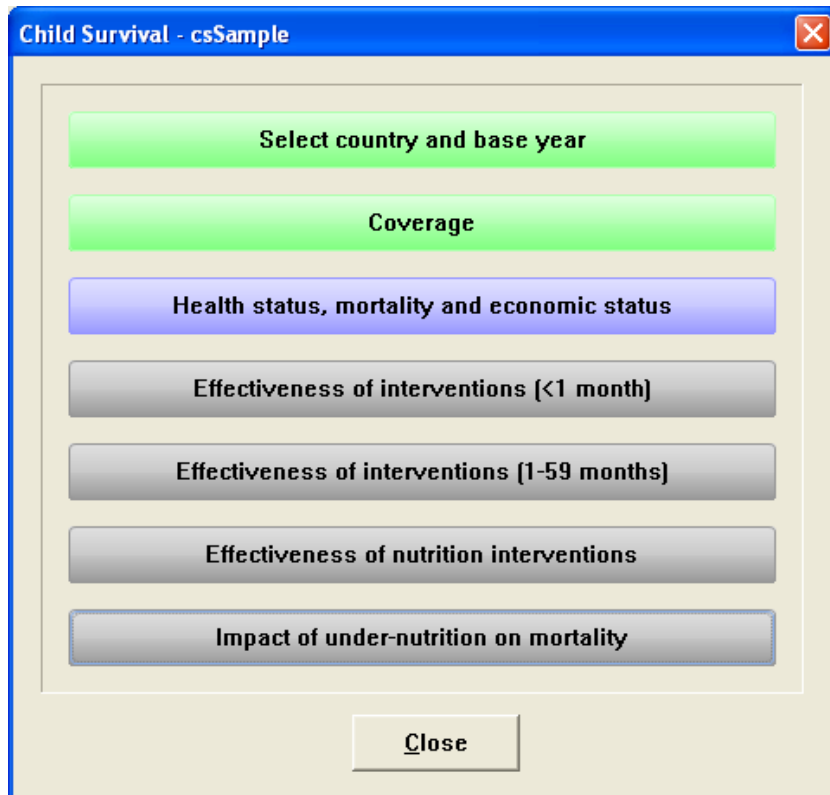 Child Survival - csSample
Select country and base year
Coverage
Health status, mortality and economic status
Effectiveness of interventions (<1 month)
Effectiveness of interventions (1-59 months)
Effectiveness of nutrition interventions
Impact of under-nutrition on mortality
Close